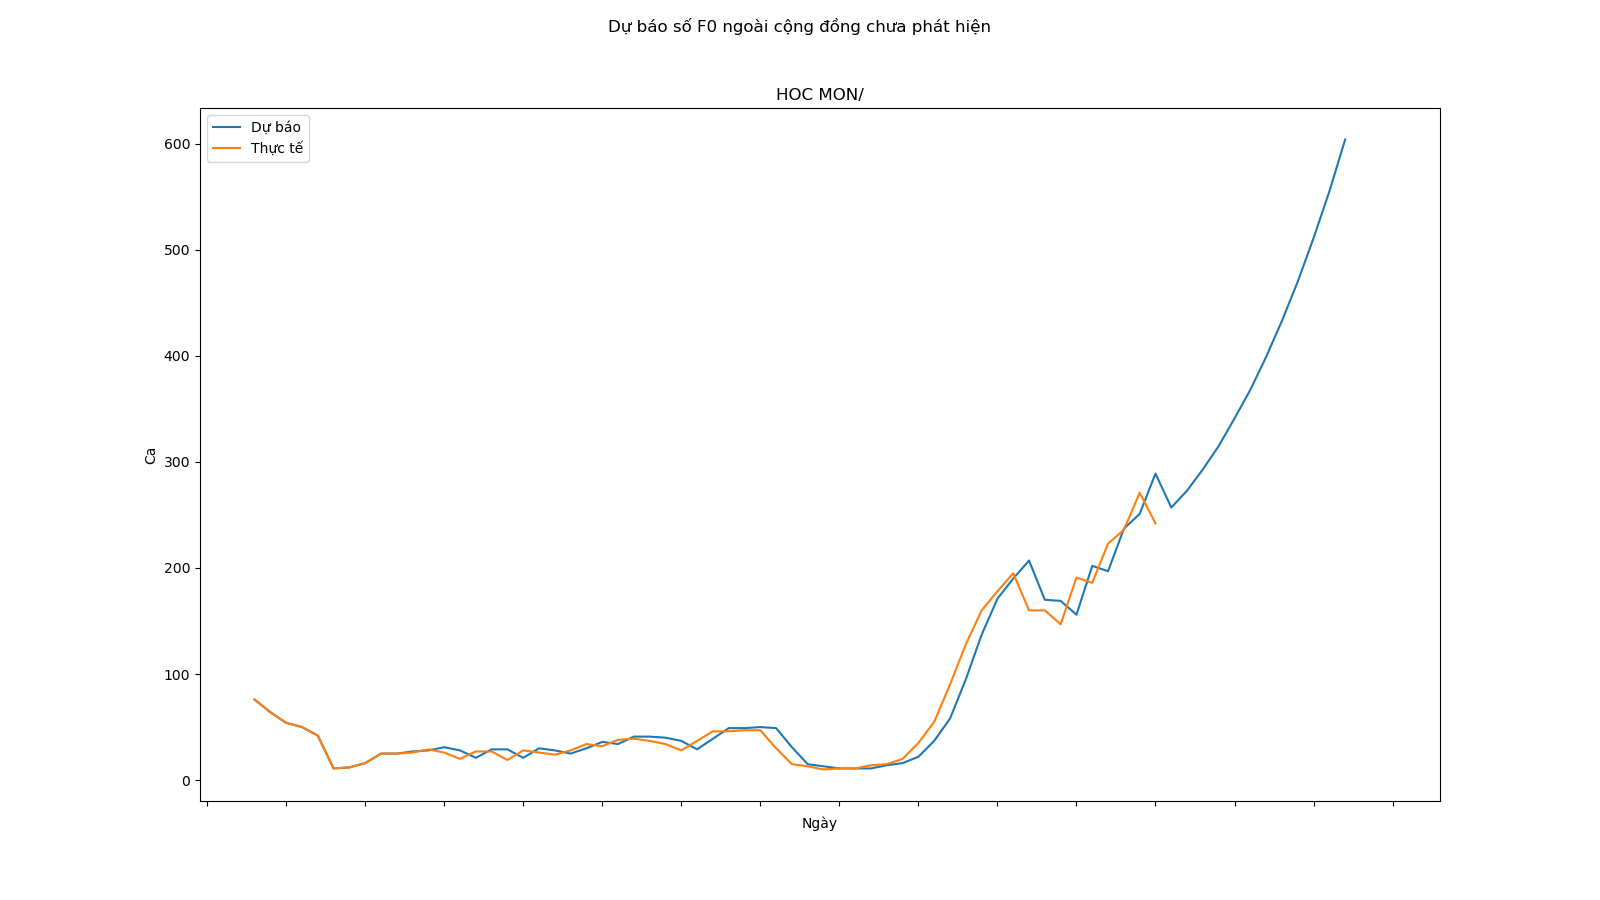 Dự báo số F0 ngoài cộng đồng chưa phát hiện
HOC MON/
Dự báo
Thực tế
600
500
400
300
200
100
0
Ca
Ngày